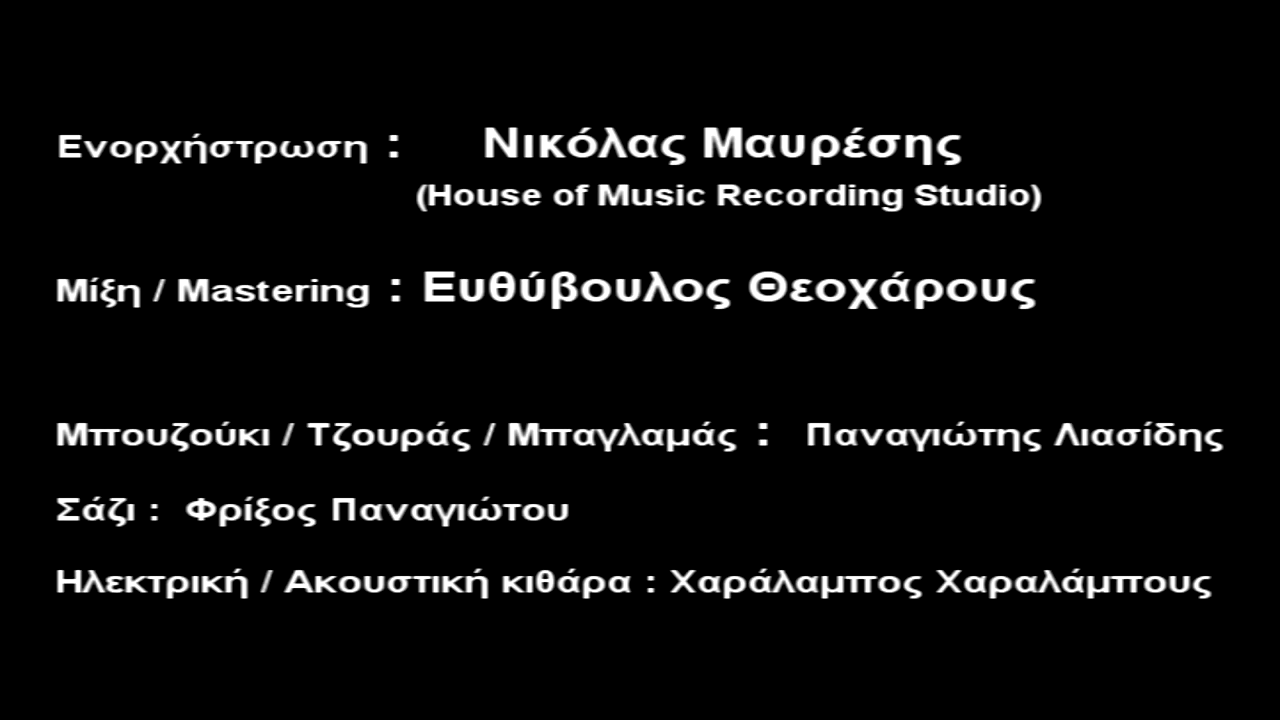 Ενορχήστρωση : Νικόλας Μαυρέσης
(House of Music Recording Studio)
Μίξη / Mastering : Ευθύβουλος Θεοχάρους
Μπουζούκι / Τζουράς / Μπαγλαμάς : Παναγιώτης Λιασίδης
Σάζι : Φρίξος Παναγιώτου
Ηλεκτρική / Ακουστική κιθάρα : Χαράλαμπος Χαραλάμπους